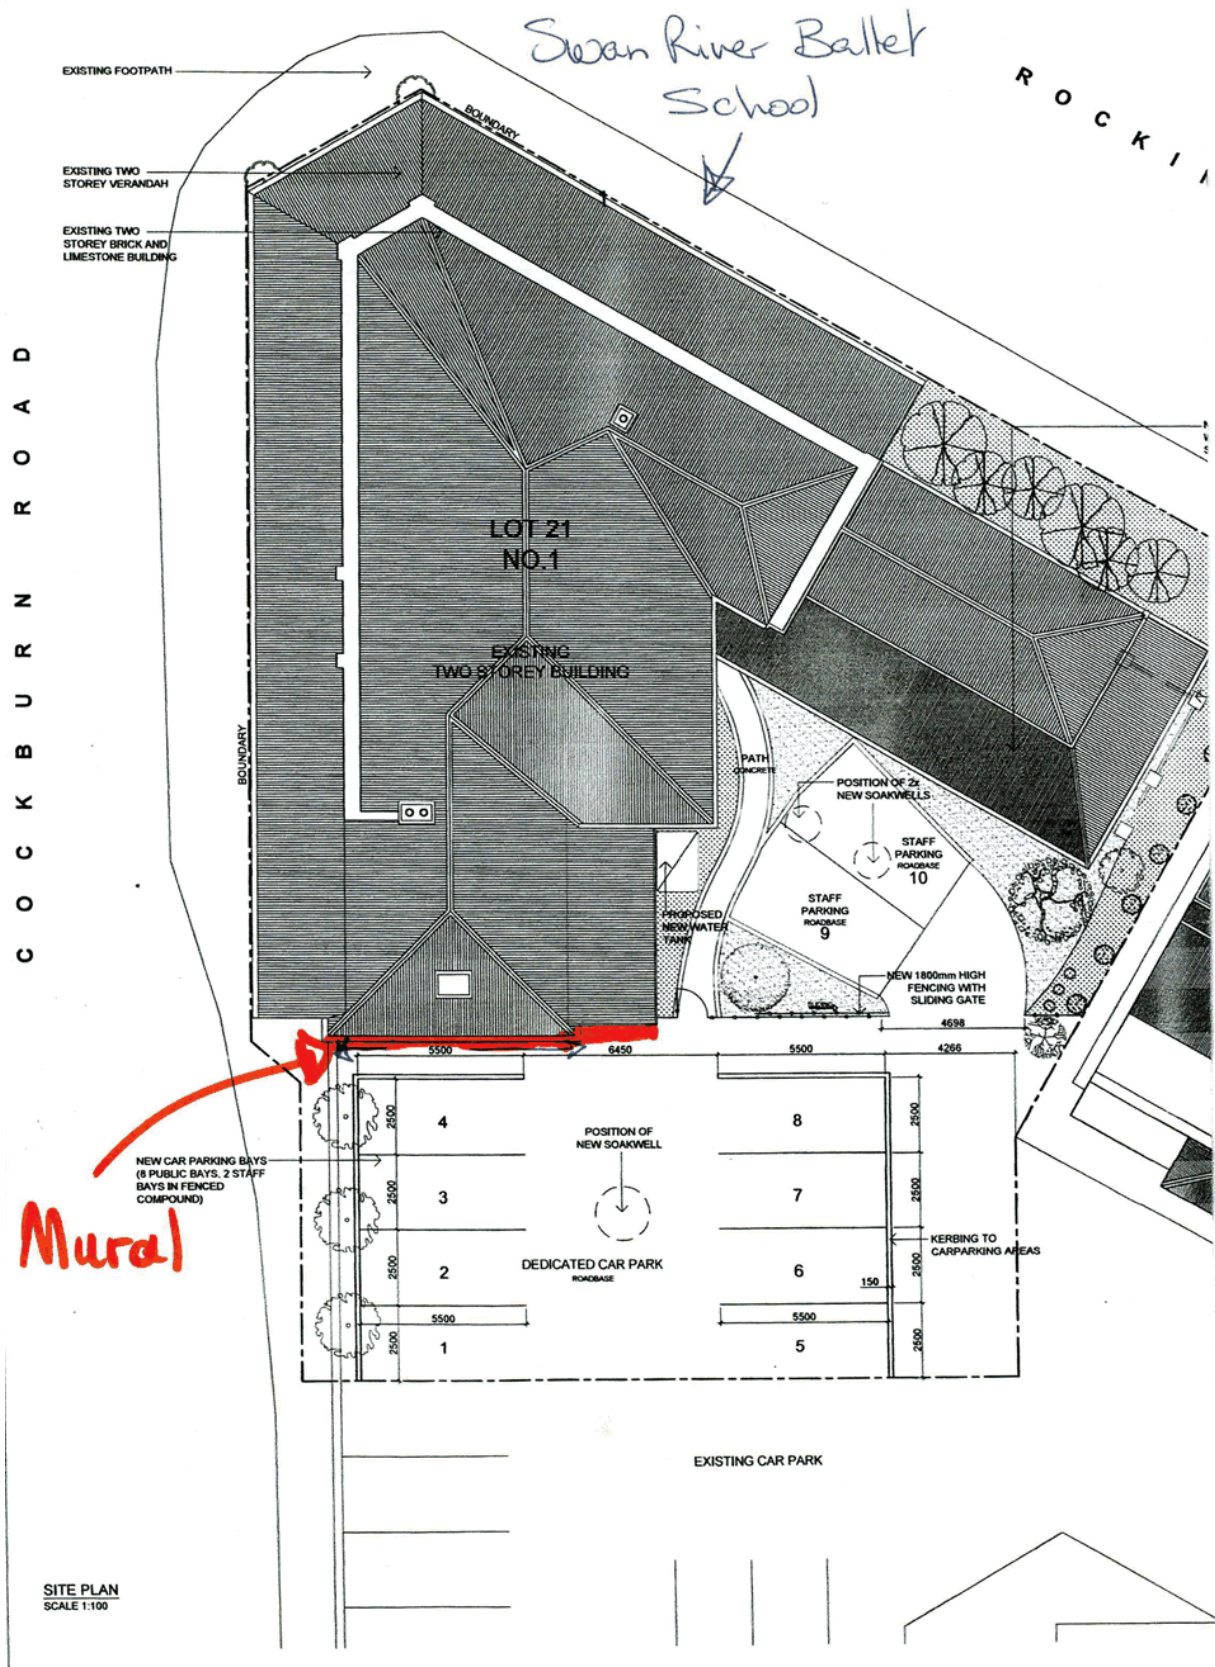 Swan River Ballet
School
ROCKI
EXISTING FOOTPATH
BOUNDARY
EXISTING TWO
STOREY VERANDAH
EXISTING TWO
STOREY BRICK AND
LIMESTONE BUILDING
COCKBURN ROAD
LOT 21
NO.1
EXISTING
TWO STOREY BUILDING
BOUNDARY
PATH
CONCRETE
POSITION OF 2x
NEW SOAKWELLS
STAFF
PARKING
ROADBASE
10
STAFF
PARKING
ROADBASE
9
PROPOSED
NEW WATER
TANK
NEW 1800mm HIGH
FENCING WITH
SLIDING GATE
4698
5500
6450
5500
4266
2500
4
POSITION OF
NEW SOAKWELL
8
2500
NEW CAR PARKING BAYS
(8 PUBLIC BAYS, 2 STAFF
BAYS IN FENCED
COMPOUND)
Mural
2500
3
7
2500
KERBING TO
CARPARKING AREAS
2500
2
DEDICATED CAR PARK
ROADBASE
6
150
2500
5500
5500
2500
1
5
2500
EXISTING CAR PARK
SITE PLAN
SCALE 1:100